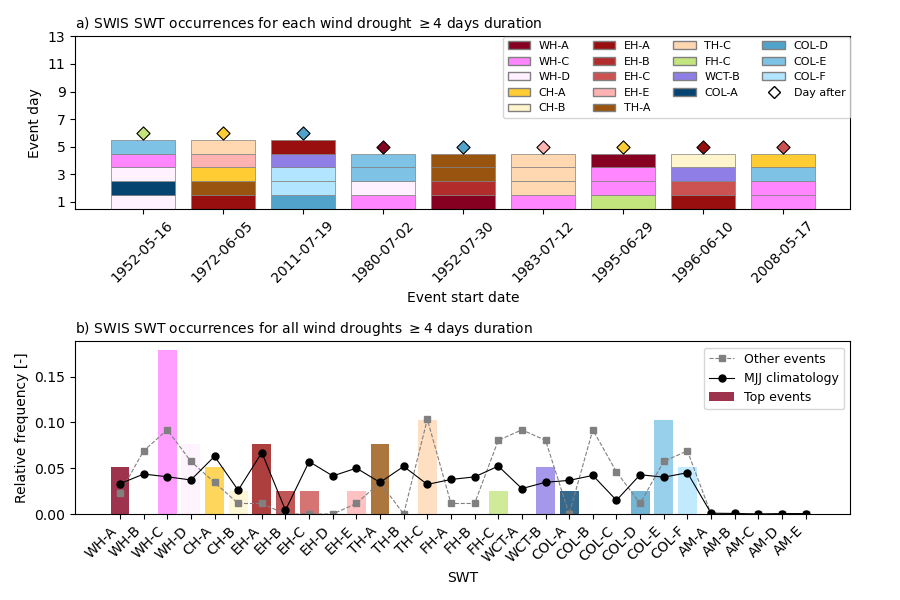 a) SWIS SWT occurrences for each wind drought ≥4 days duration
Event day
13
11
9
7
5
3
1
WH-A
WH-C
WH-D
CH-A
CH-B
EH-A
EH-B
EH-C
EH-E
TH-A
TH-C
FH-C
WCT-B
COL-A
COL-D
COL-E
COL-F
Day after
1952-05-16
1972-06-05
2011-07-19
1980-07-02
1952-07-30
1983-07-12
1995-06-29
1996-06-10
2008-05-17
Event start date
b) SWIS SWT occurrences for all wind droughts ≥4 days duration
Relative frequency [-]
0.15
0.10
0.05
0.00
Other events
MJJ climatology
Top events
WH-A
WH-B
WH-C
WH-D
CH-A
CH-B
EH-A
EH-B
EH-C
EH-D
EH-E
TH-A
TH-B
TH-C
FH-A
FH-B
FH-C
WCT-A
WCT-B
COL-A
COL-B
COL-C
COL-D
COL-E
COL-F
AM-A
AM-B
AM-C
AM-D
AM-E
SWT